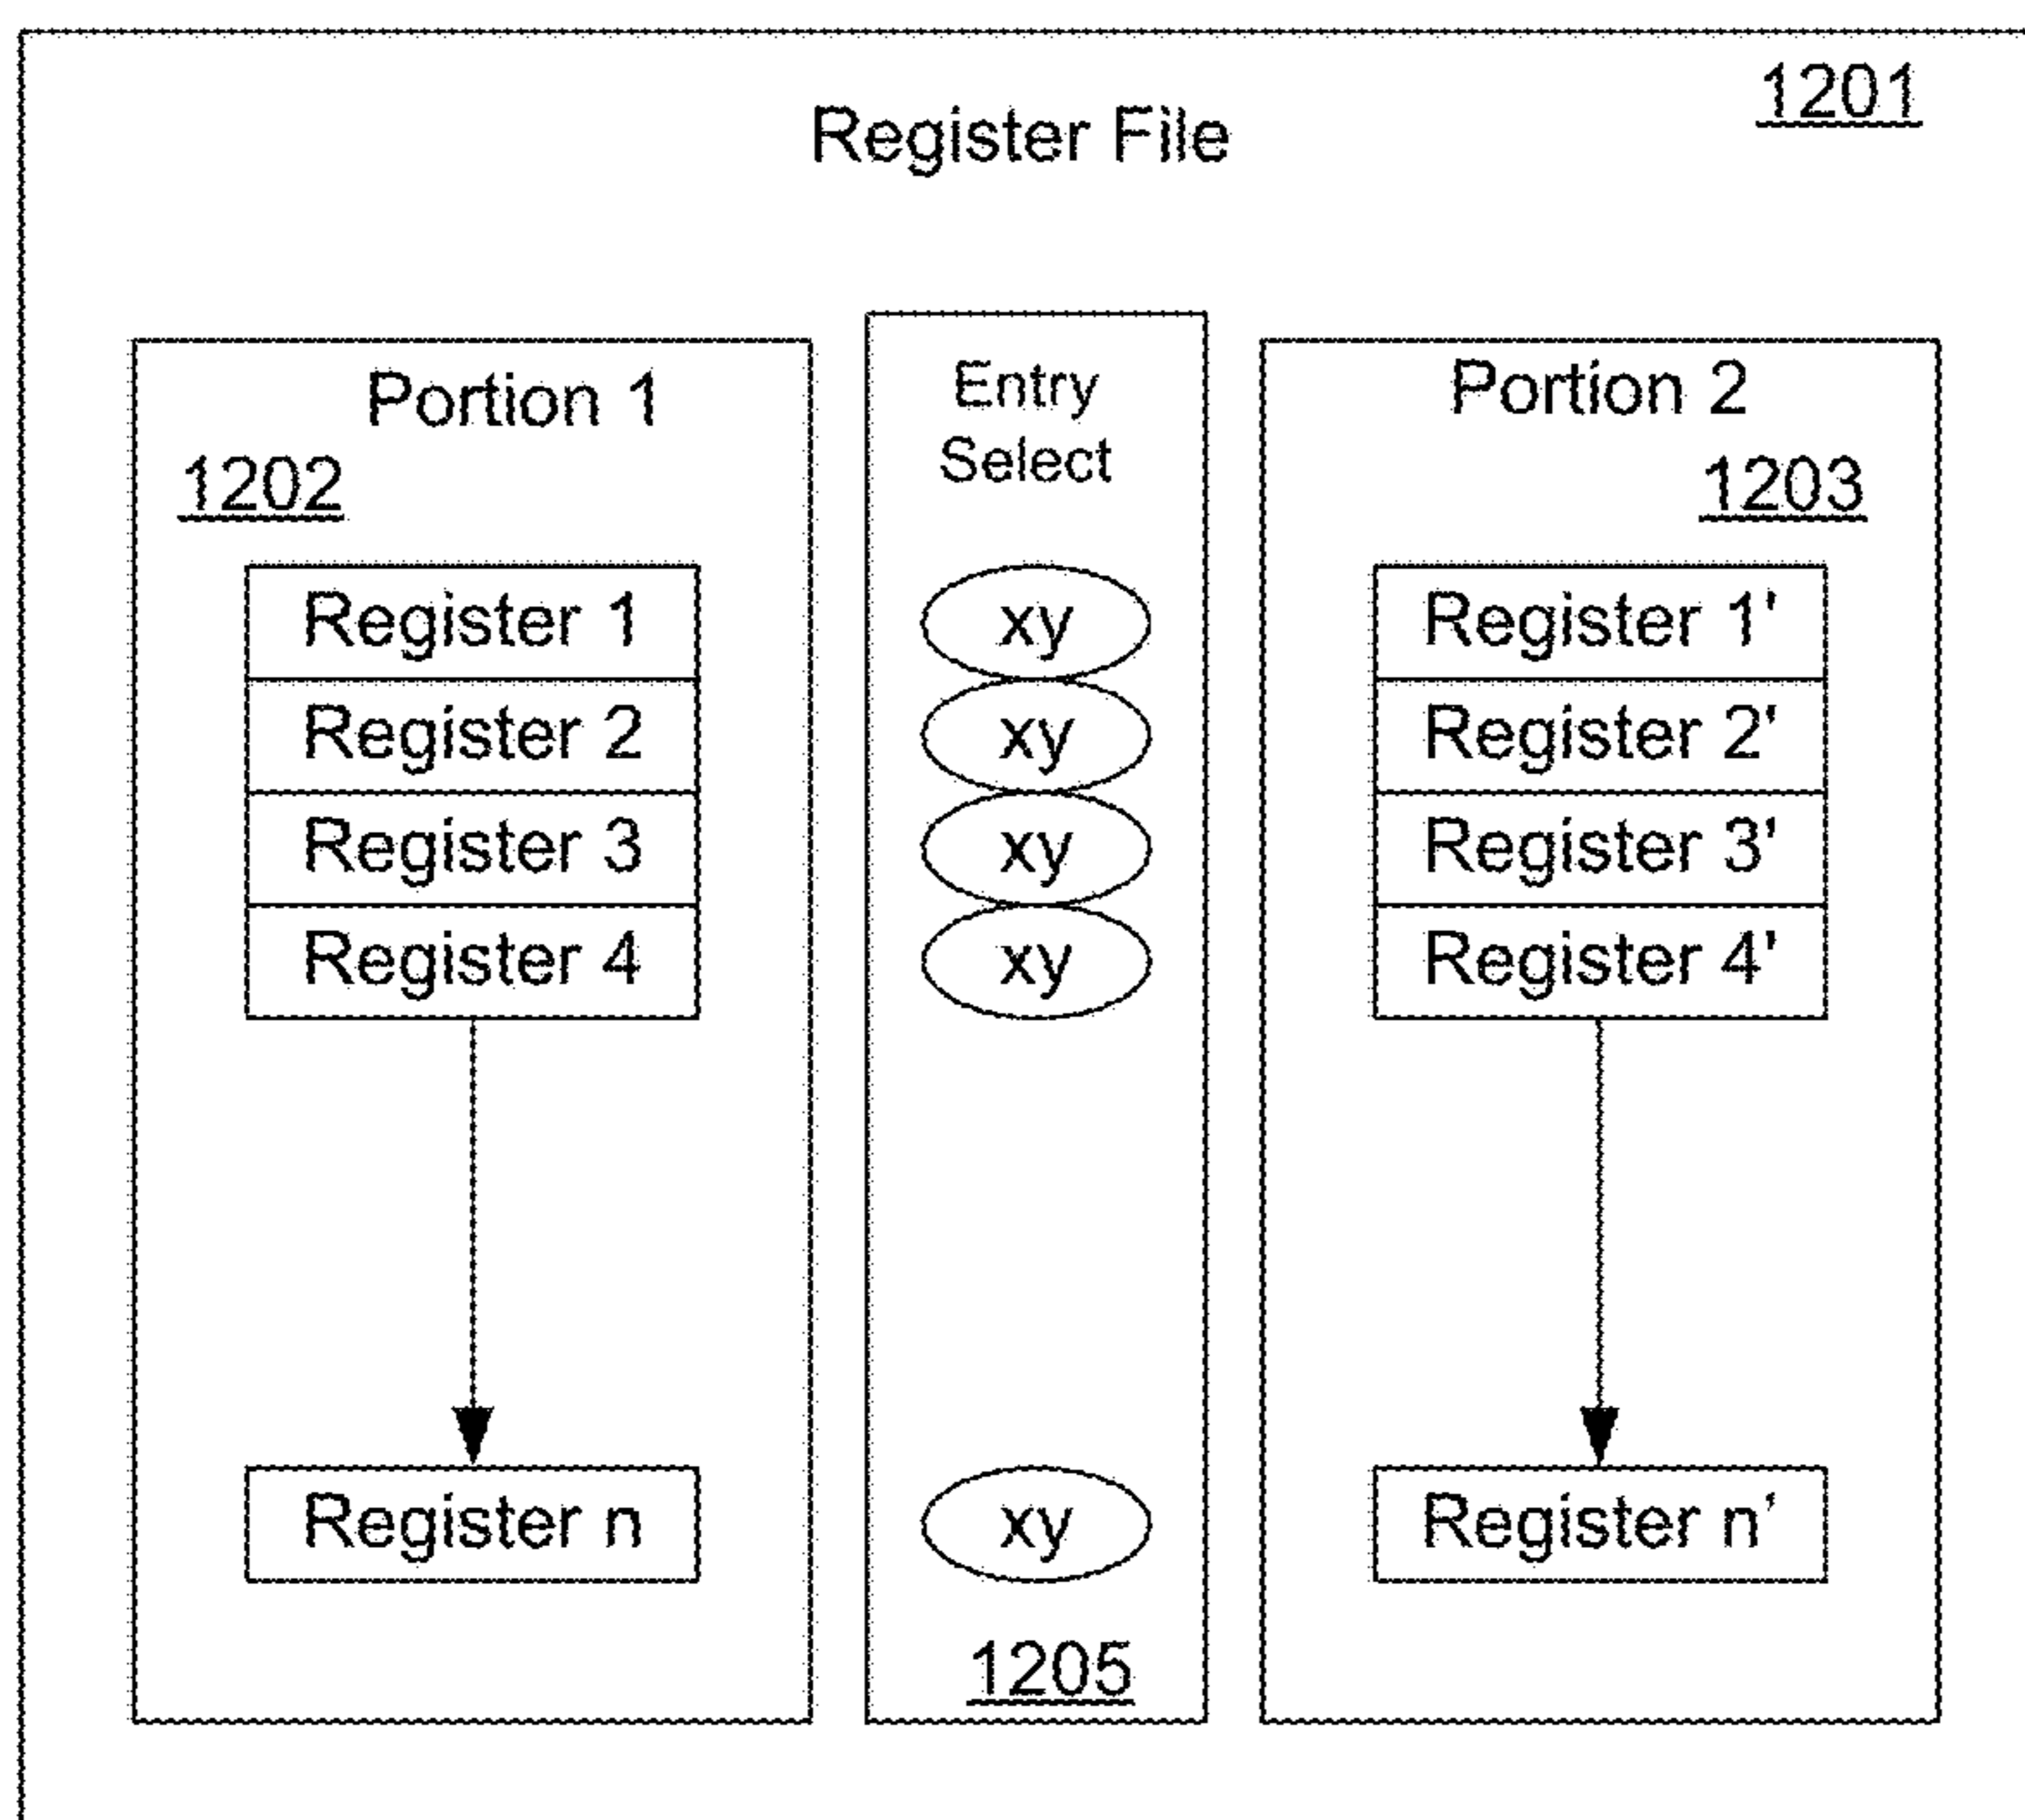 1201
Register File
Portion 1
1202
Register 1
Register 2
Register 3
Register 4
Register n
Entry
Select
xy
xy
xy
xy
xy
1205
Portion 2
1203
Register 1'
Register 2'
Register 3'
Register 4'
Register n'